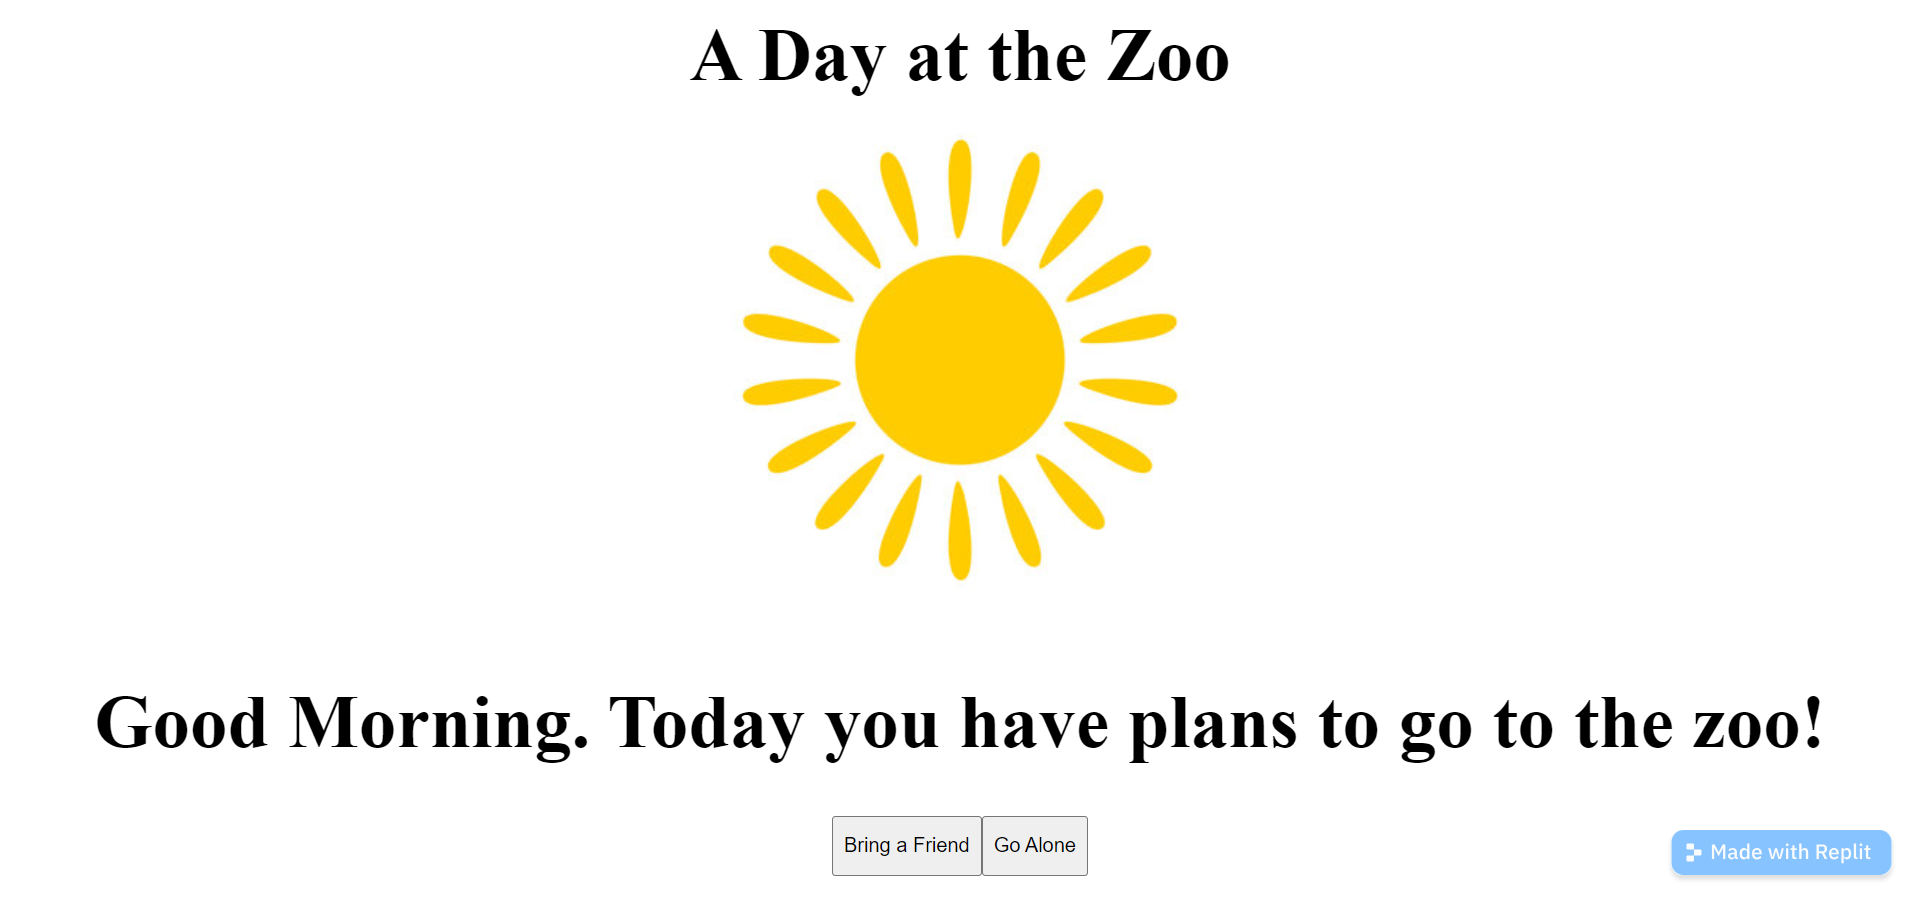 A Day at the Zoo
Good Morning. Today you have plans to go to the zoo!
Bring a Friend Go Alone
Made with Replit